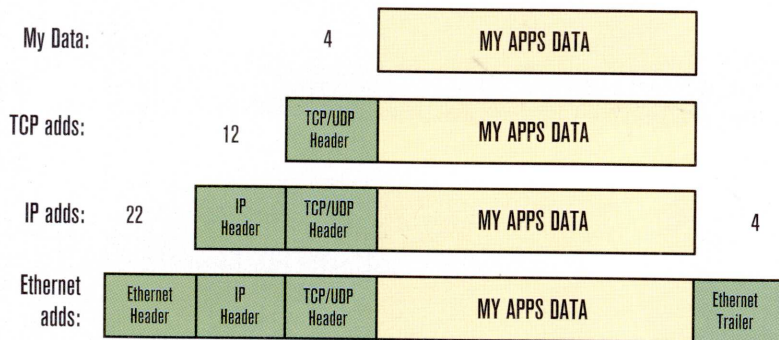 My Data: 4 MY APPS DATA
TCP adds: 12 TCP/UDP Header MY APPS DATA
IP adds: 22 IP Header TCP/UDP Header MY APPS DATA 4
Ethernet adds: Ethernet Header IP Header TCP/UDP Header MY APPS DATA Ethernet Trailer